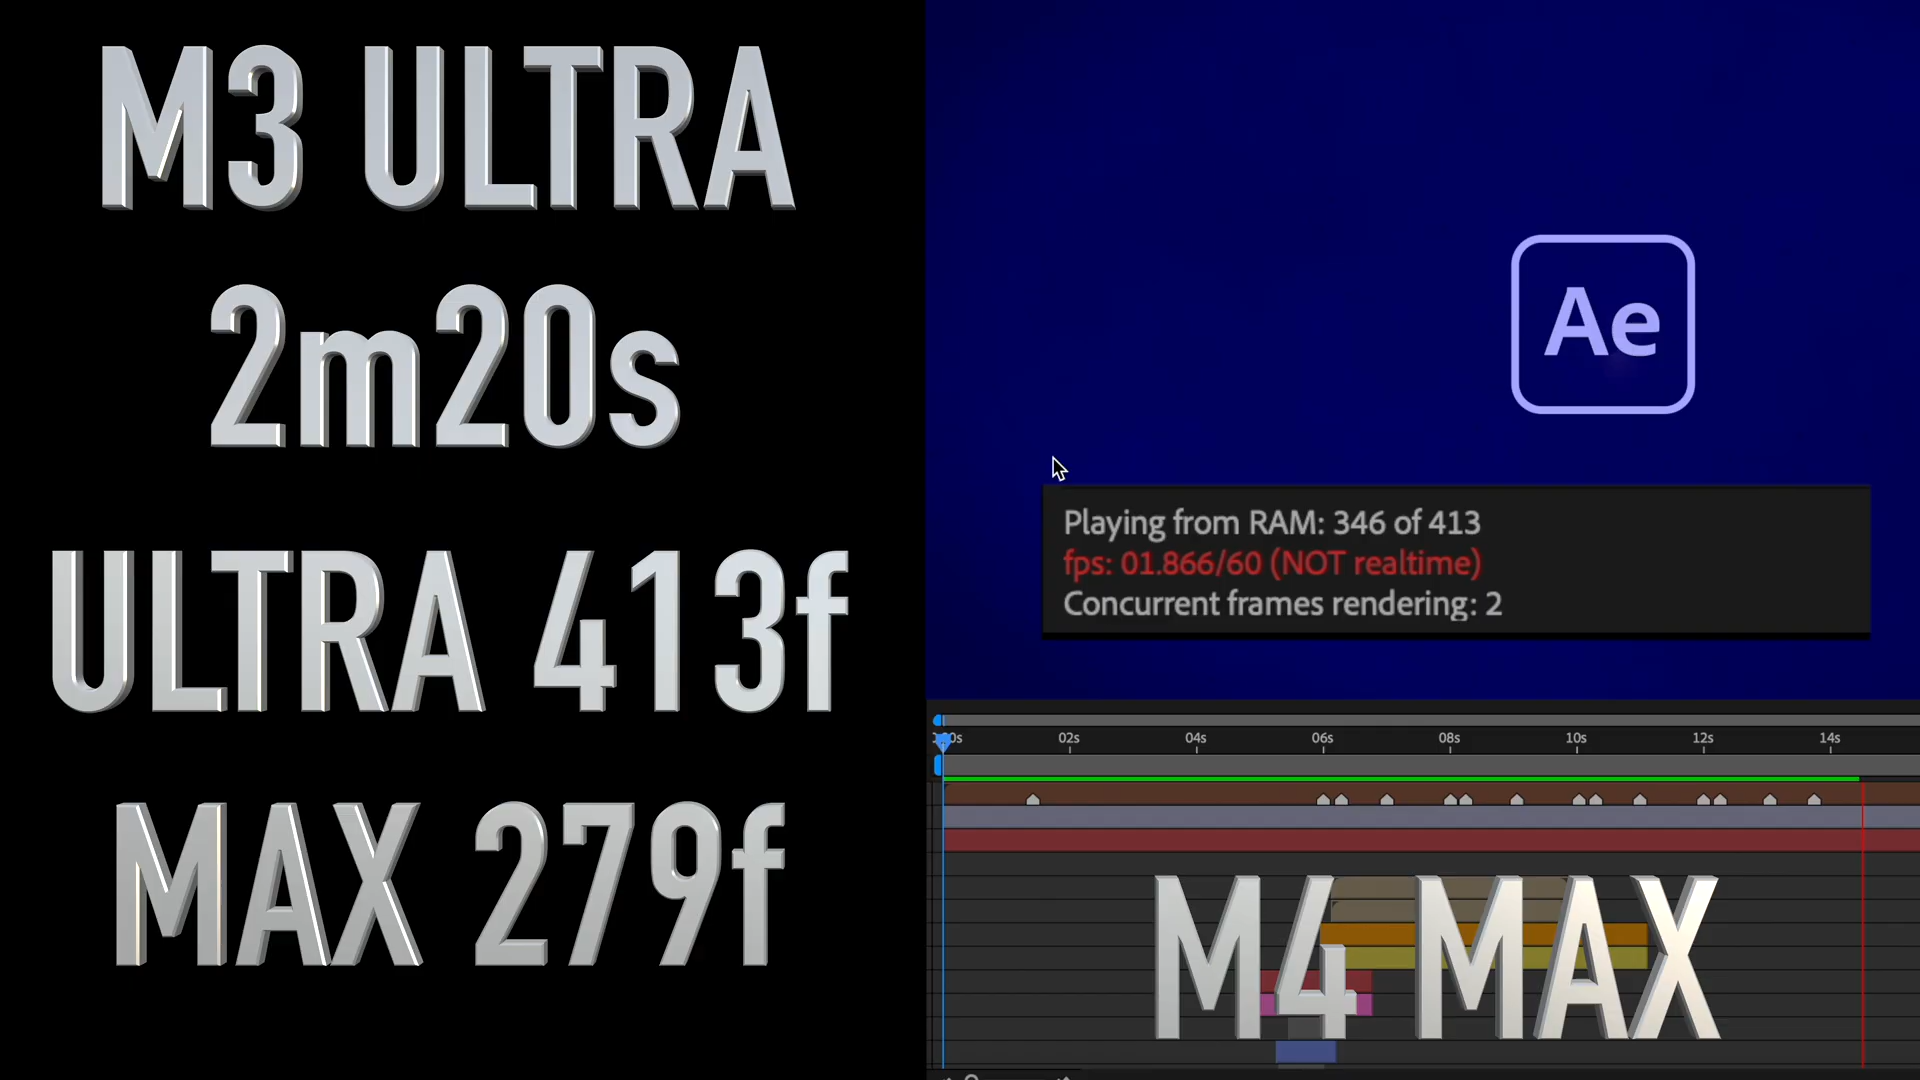 M3 ULTRA
2m20s
ULTRA 413f
MAX 279f
Ae
Playing from RAM: 346 of 413
fps: 01.866/60 (NOT realtime)
Concurrent frames rendering: 2
02s 04s 06s 08s 10s 12s 14s
M4 MAX